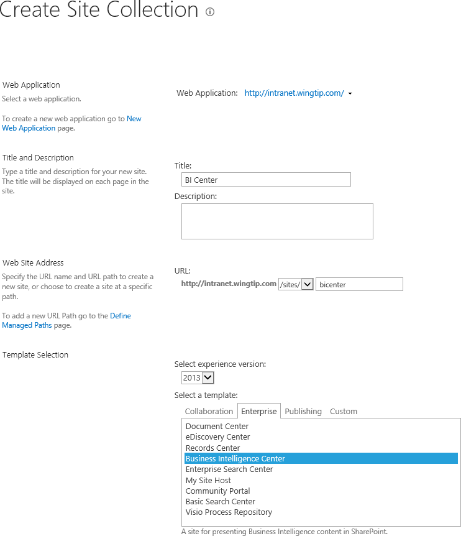 Create Site Collection
Web Application
Select a web application.
To create a new web application go to New
Web Application page.
Web Application: http://intranet.wingtip.com/
Title and Description
Type a title and description for your new site.
The title will be displayed on each page in the
site.
Title:
BI Center
Description:
Web Site Address
Specify the URL name and URL path to create a
new site, or choose to create a site at a specific
path.
To add a new URL Path go to the Define
Managed Paths page.
URL:
http://intranet.wingtip.com /sites/ bicenter
Template Selection
Select experience version:
2013
Select a template:
Collaboration Enterprise Publishing Custom
Document Center
eDiscovery Center
Records Center
Business Intelligence Center
Enterprise Search Center
My Site Host
Community Portal
Basic Search Center
Visio Process Repository
A site for presenting Business Intelligence content in SharePoint.